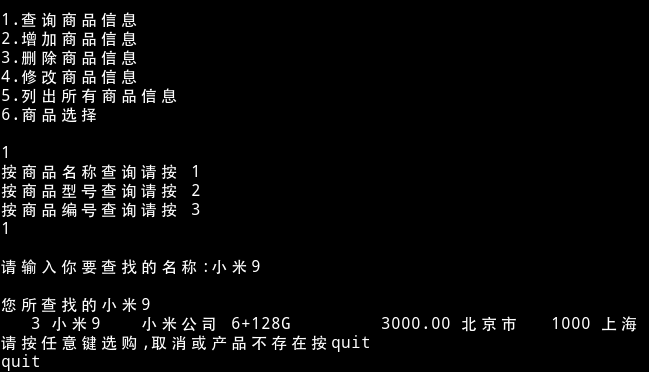 1.查询商品信息
2.增加商品信息
3.删除商品信息
4.修改商品信息
5.列出所有商品信息
6.商品选择
1
按商品名称查询请按 1
按商品型号查询请按 2
按商品编号查询请按 3
1
请输入你要查找的名称:小米9
您所查找的小米9
3 小米9 小米公司 6+128G 3000.00 北京市 1000 上海
请按任意键选购,取消或产品不存在按quit
quit